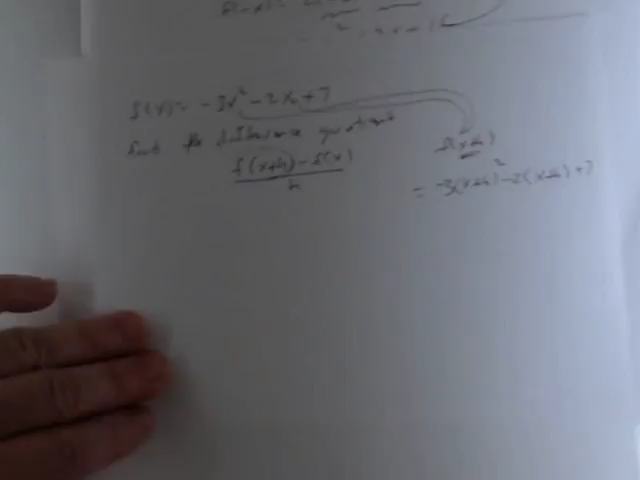 f(x) = -3x² - 2x + 7
find the difference quotient
f(x+h)
f(x+h) - f(x)
h
= -3(x+h)² - 2(x+h) + 7